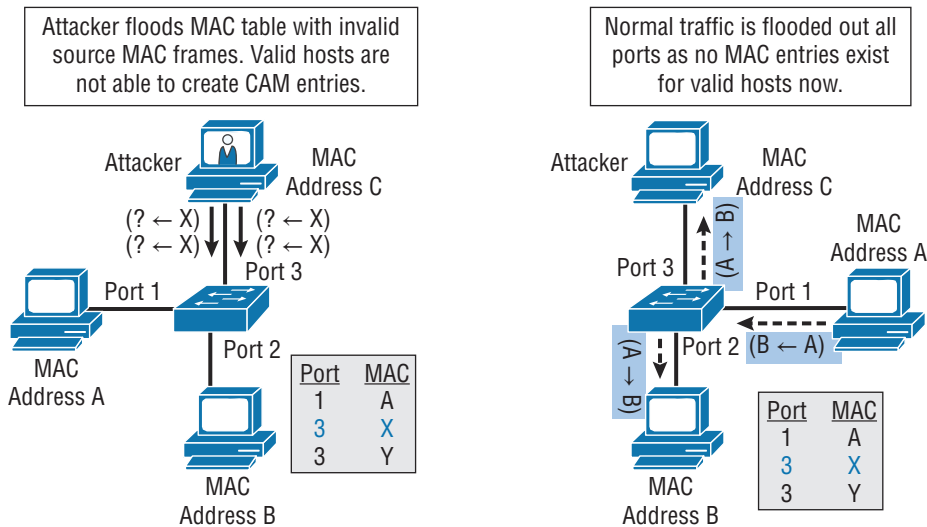 Attacker floods MAC table with invalid
source MAC frames. Valid hosts are
not able to create CAM entries.
Attacker
MAC
Address C
(? ← X)
(? ← X)
(? ← X)
(? ← X)
Port 3
Port 1
MAC
Address A
Port 2
MAC
Address B
Port MAC
1 A
3 X
3 Y
Normal traffic is flooded out all
ports as no MAC entries exist
for valid hosts now.
Attacker
MAC
Address C
(A → B)
MAC
Address A
Port 3
Port 1
(B ← A)
Port 2
(A → B)
MAC
Address B
Port MAC
1 A
3 X
3 Y